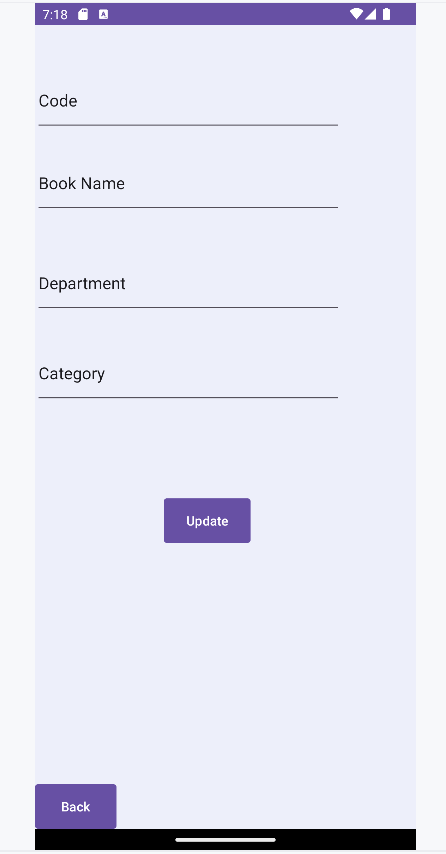 7:18 A
Code
Book Name
Department
Category
Update
Back